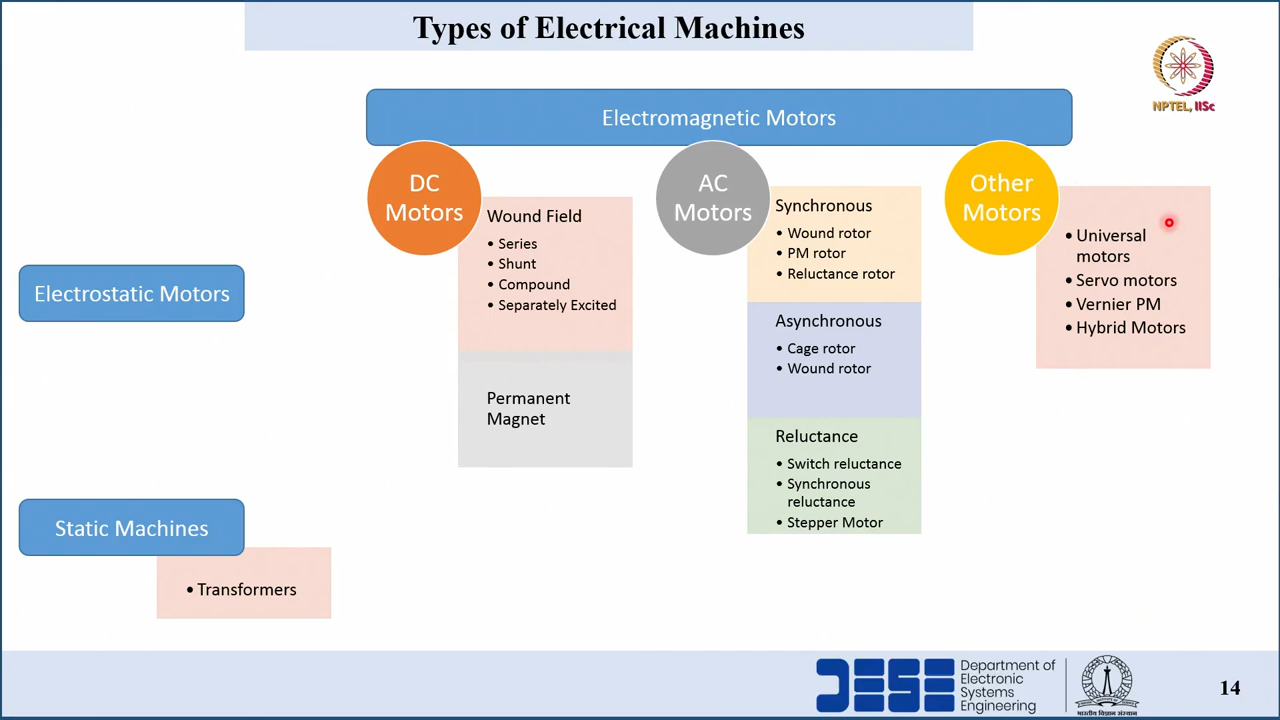 Types of Electrical Machines
NPTEL, IISc
Electromagnetic Motors
DC
Motors
Wound Field
• Series
• Shunt
• Compound
• Separately Excited
Permanent
Magnet
AC
Motors
Synchronous
• Wound rotor
• PM rotor
• Reluctance rotor
Asynchronous
• Cage rotor
• Wound rotor
Reluctance
• Switch reluctance
• Synchronous
reluctance
• Stepper Motor
Other
Motors
• Universal
motors
• Servo motors
• Vernier PM
• Hybrid Motors
Electrostatic Motors
Static Machines
• Transformers
DESE
Department of
Electronic
Systems
Engineering
भारतीय विज्ञान संस्थान
14